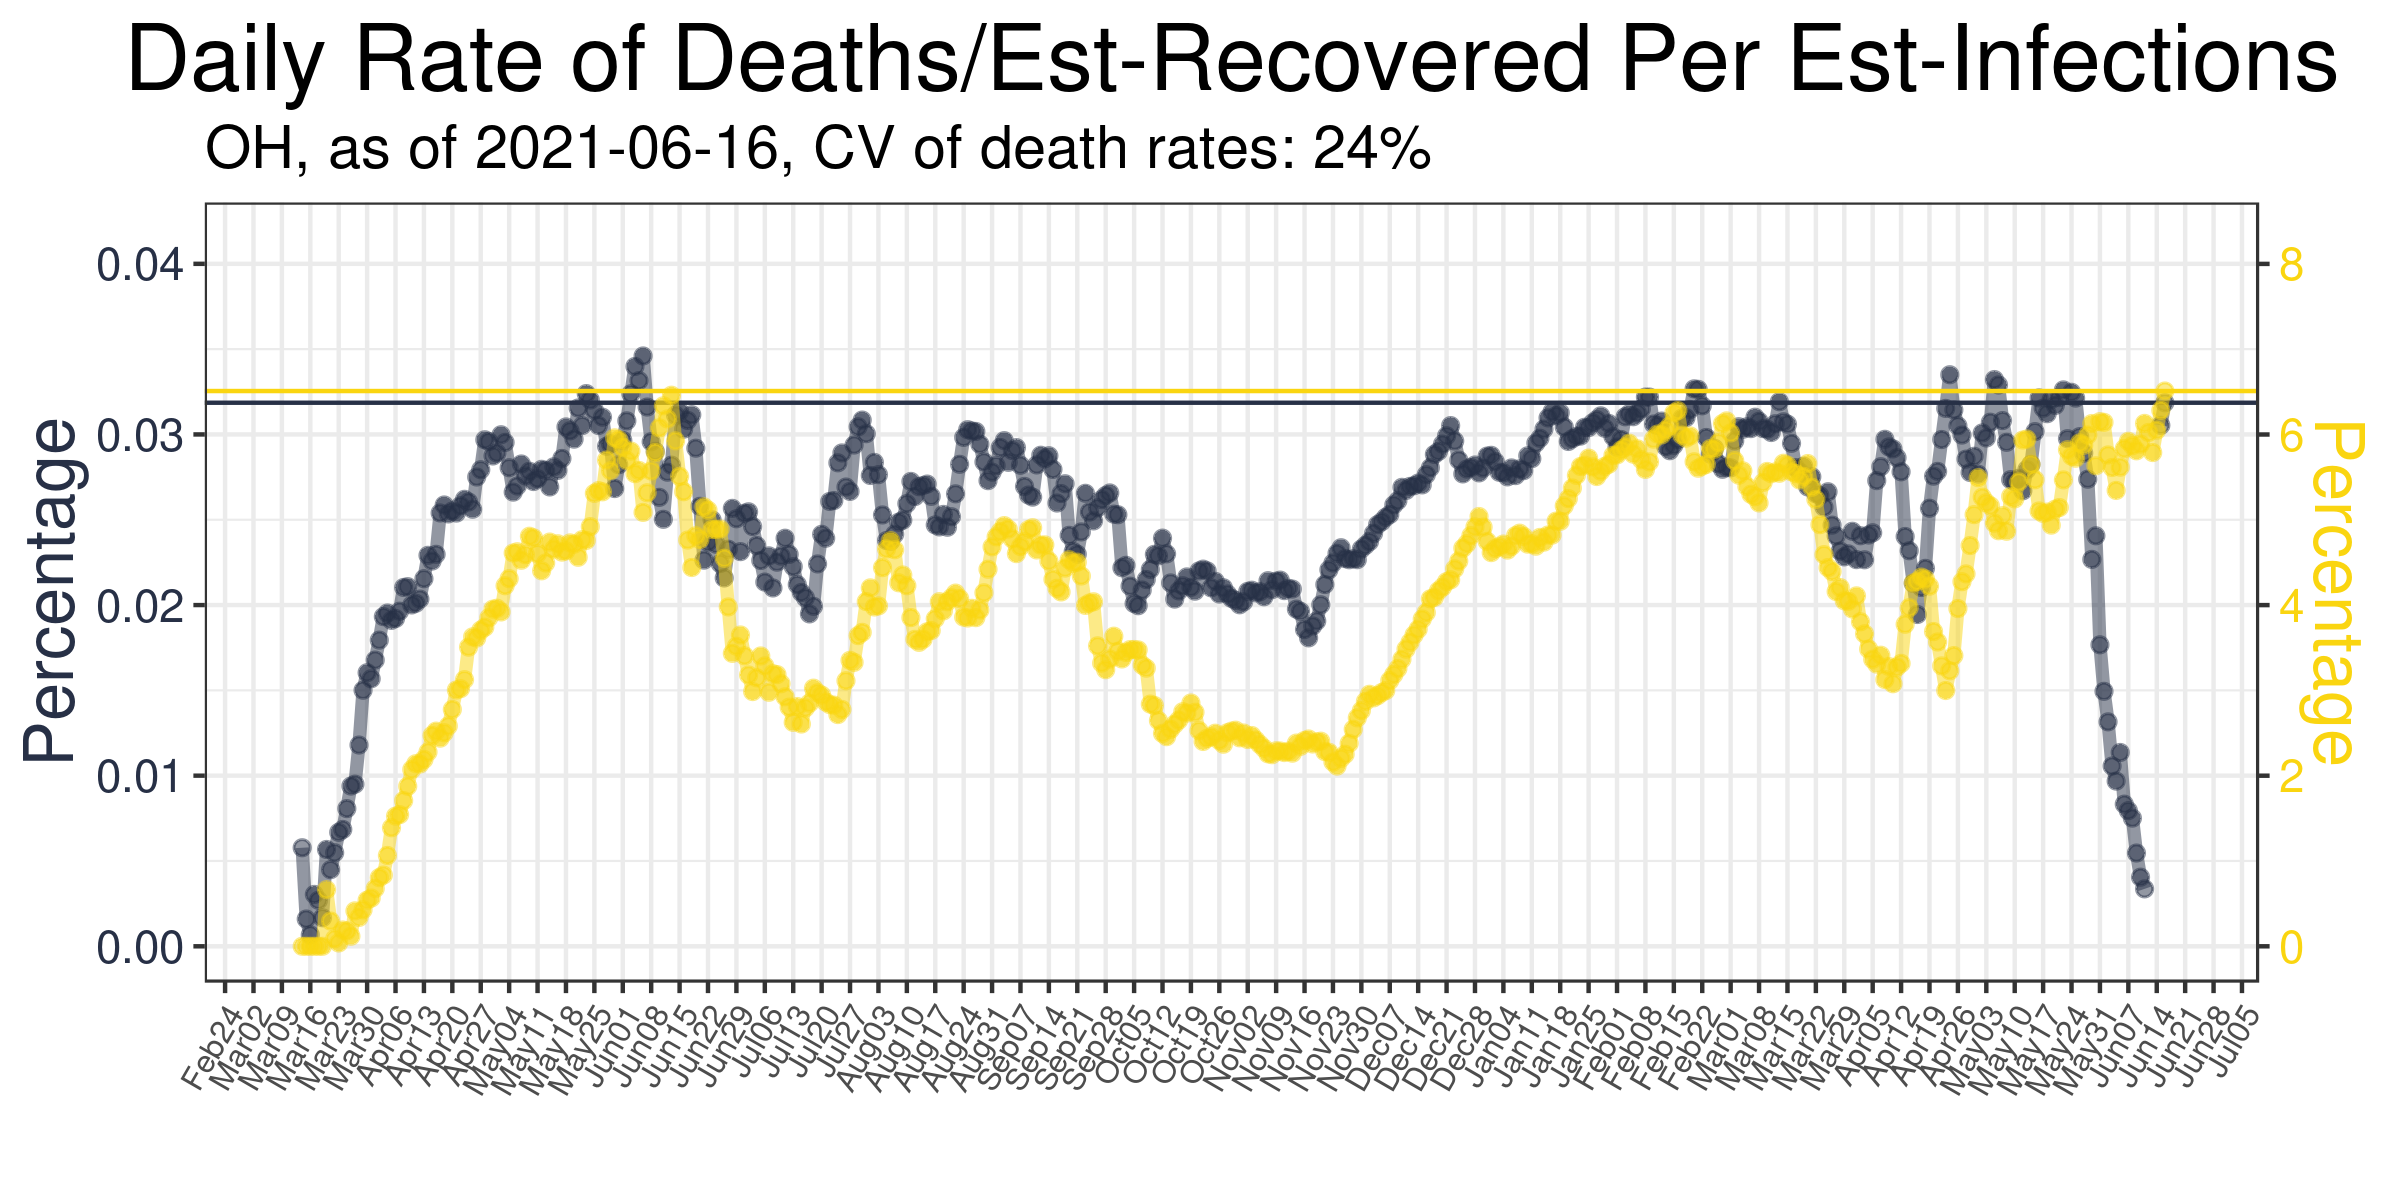 Daily Rate of Deaths/Est-Recovered Per Est-Infections
OH, as of 2021-06-16, CV of death rates: 24%
Percentage
0.04
0.03
0.02
0.01
0.00
8
6
4
2
0
Percentage
Feb24
Mar02
Mar09
Mar16
Mar23
Mar30
Apr06
Apr13
Apr20
Apr27
May04
May11
May18
May25
Jun01
Jun08
Jun15
Jun22
Jun29
Jul06
Jul13
Jul20
Jul27
Aug03
Aug10
Aug17
Aug24
Aug31
Sep07
Sep14
Sep21
Sep28
Oct05
Oct12
Oct19
Oct26
Nov02
Nov09
Nov16
Nov23
Nov30
Dec07
Dec14
Dec21
Dec28
Jan04
Jan11
Jan18
Jan25
Feb01
Feb08
Feb15
Feb22
Mar01
Mar08
Mar15
Mar22
Mar29
Apr05
Apr12
Apr19
Apr26
May03
May10
May17
May24
May31
Jun07
Jun14
Jun21
Jun28
Jul05